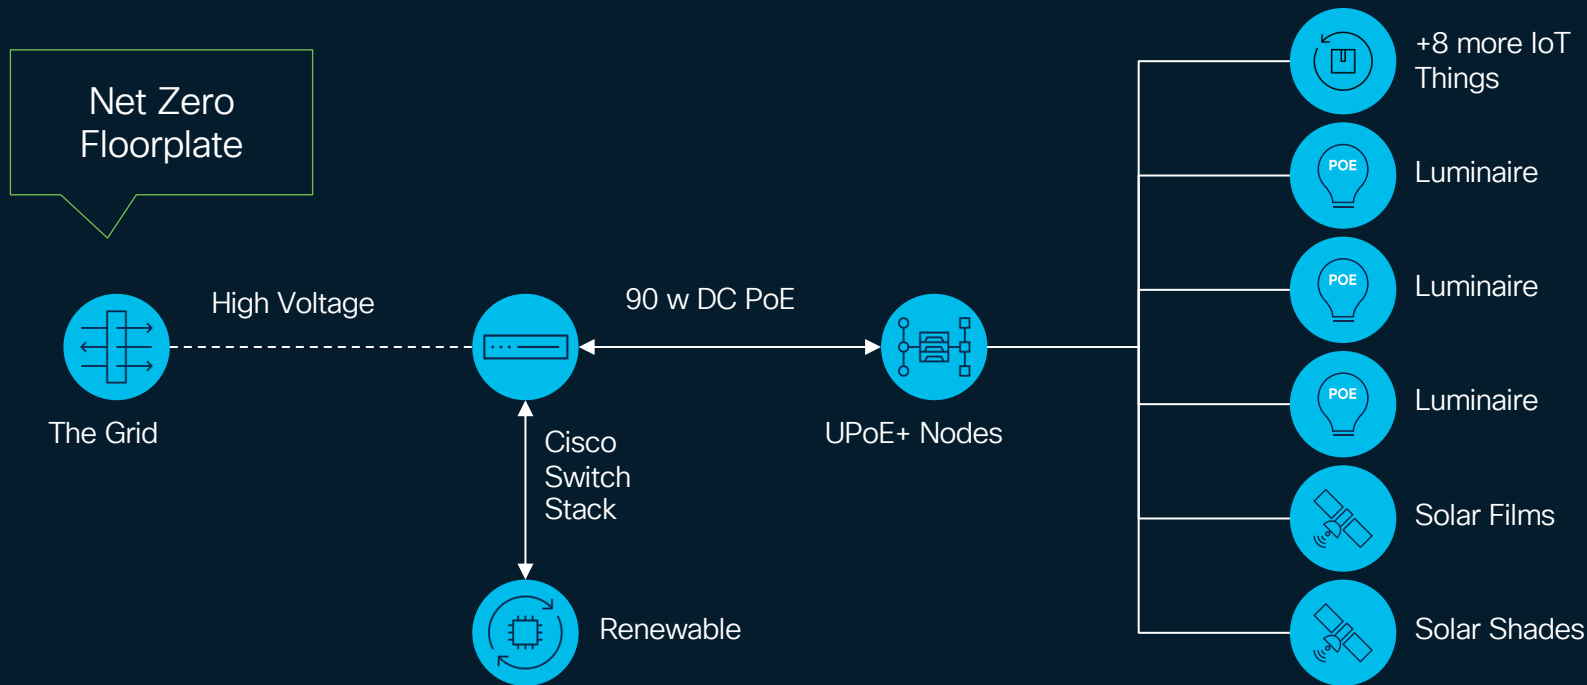 Net Zero
Floorplate
High Voltage
The Grid
Cisco
Switch
Stack
Renewable
90 w DC PoE
UPoE+ Nodes
+8 more IoT
Things
POE
Luminaire
POE
Luminaire
POE
Luminaire
Solar Films
Solar Shades